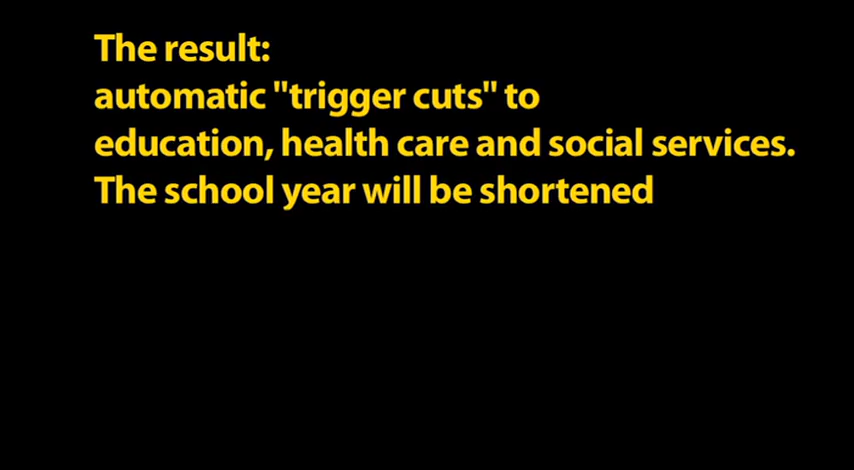 The result:
automatic "trigger cuts" to
education, health care and social services.
The school year will be shortened